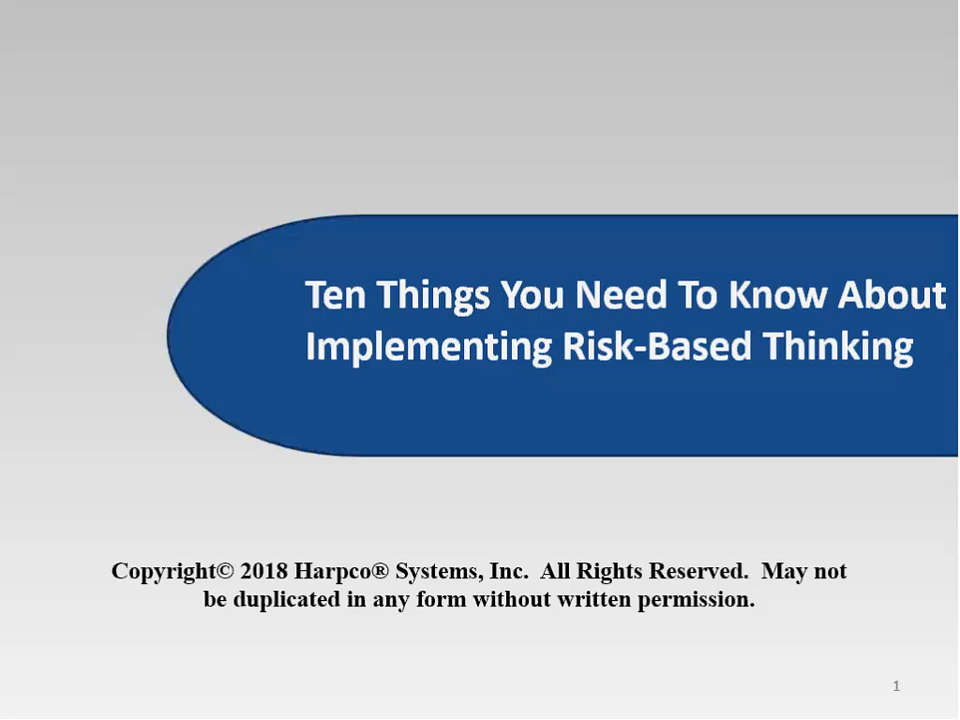 Ten Things You Need To Know About
Implementing Risk-Based Thinking
Copyright© 2018 Harpco® Systems, Inc.  All Rights Reserved.  May not
be duplicated in any form without written permission.
1